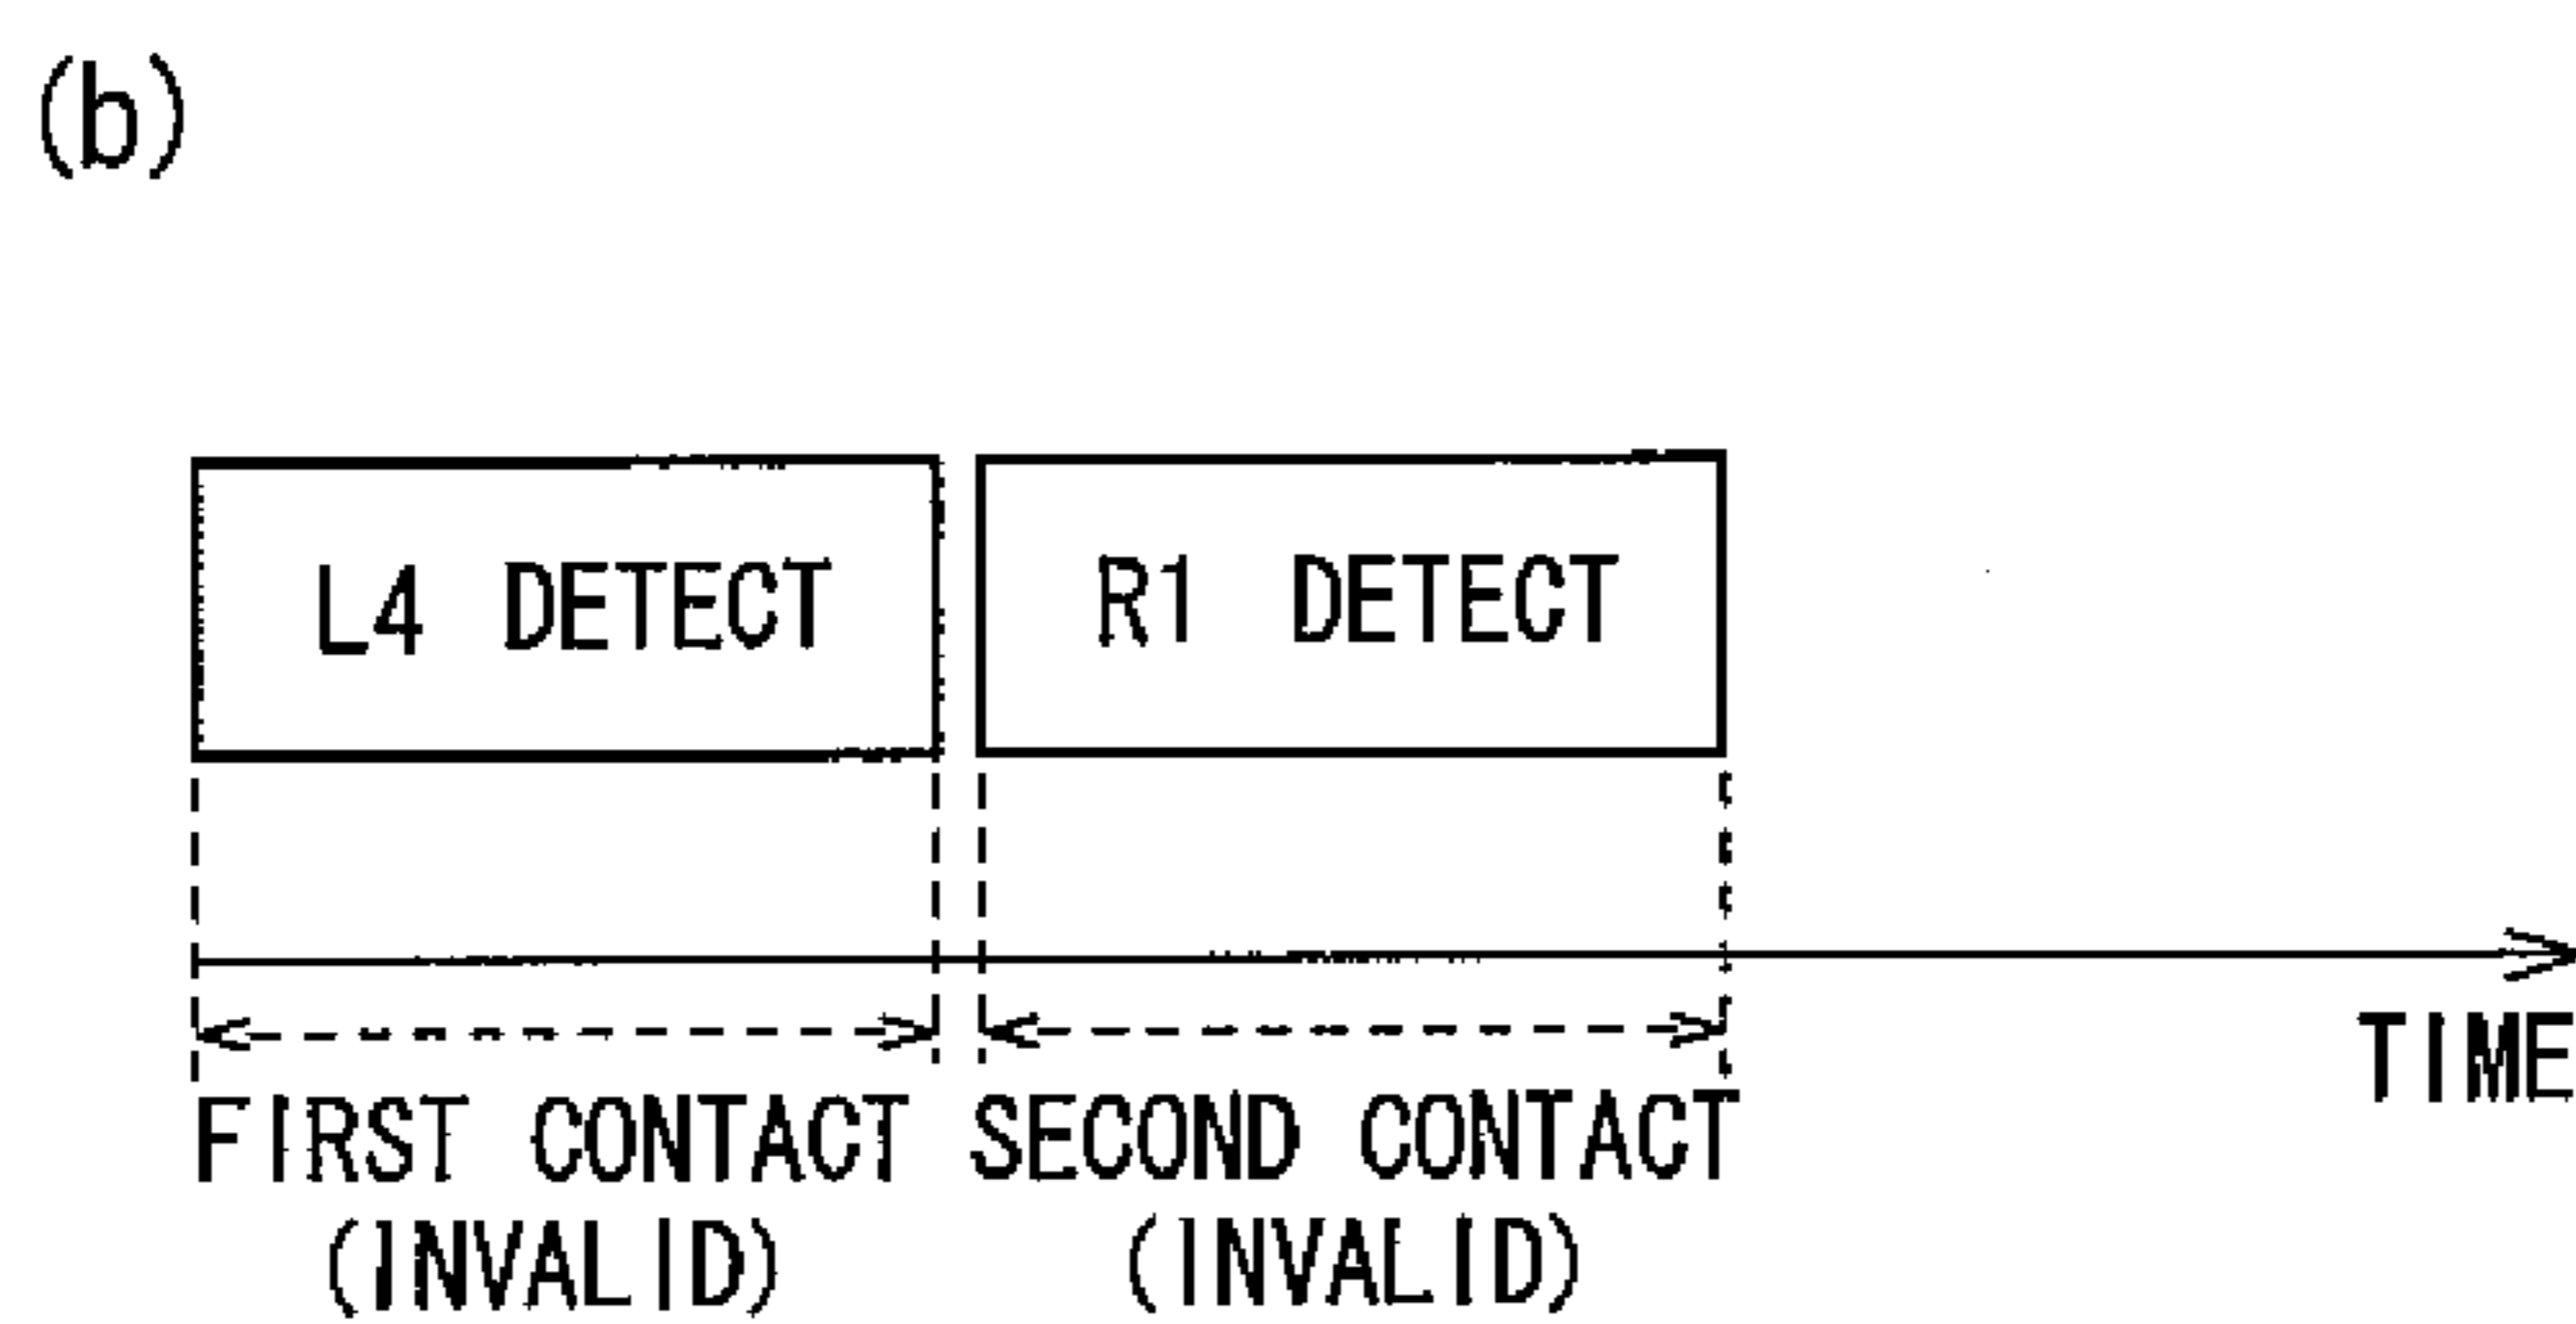 (b)
L4 DETECT
R1 DETECT
TIME
FIRST CONTACT
(INVALID)
SECOND CONTACT
(INVALID)